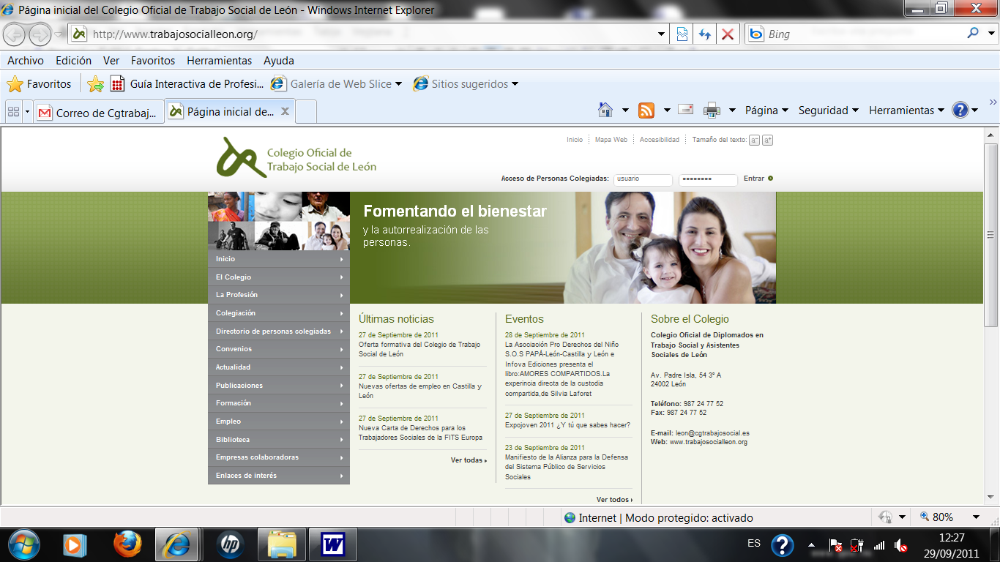 Página inicial del Colegio Oficial de Trabajo Social de León - Windows Internet Explorer
http://www.trabajosocialleon.org/
Bing
Archivo Edición Ver Favoritos Herramientas Ayuda
Favoritos Guía Interactiva de Profesi... Galería de Web Slice Sitios sugeridos
Correo de Cgtrabaj... Página inicial de... Página Seguridad Herramientas
Inicio Mapa Web Accesibilidad Tamaño del texto: a- a+
Colegio Oficial de
Trabajo Social de León
Acceso de Personas Colegiadas: usuario •••••••• Entrar
Fomentando el bienestar
y la autorrealización de las
personas.
Inicio
El Colegio
La Profesión
Colegiación
Directorio de personas colegiadas
Convenios
Actualidad
Publicaciones
Formación
Empleo
Biblioteca
Empresas colaboradoras
Enlaces de interés
Últimas noticias
27 de Septiembre de 2011
Oferta formativa del Colegio de Trabajo
Social de León
27 de Septiembre de 2011
Nuevas ofertas de empleo en Castilla y
León
27 de Septiembre de 2011
Nueva Carta de Derechos para los
Trabajadores Sociales de la FITS Europa
Ver todas
Eventos
28 de Septiembre de 2011
La Asociación Pro Derechos del Niño
S.O.S PAPÁ-León-Castilla y León e
Infova Ediciones presenta el
libro:AMORES COMPARTIDOS.La
experincia directa de la custodia
compartida,de Silvia Laforet
27 de Septiembre de 2011
Expojoven 2011 ¿Y tú que sabes hacer?
23 de Septiembre de 2011
Manifiesto de la Alianza para la Defensa
del Sistema Público de Servicios
Sociales
Ver todos
Sobre el Colegio
Colegio Oficial de Diplomados en
Trabajo Social y Asistentes
Sociales de León
Av. Padre Isla, 54 3º A
24002 León
Teléfono: 987 24 77 52
Fax: 987 24 77 52
E-mail: leon@cgtrabajosocial.es
Web: www.trabajosocialleon.org
Internet | Modo protegido: activado
80%
hp
W
ES
12:27
29/09/2011